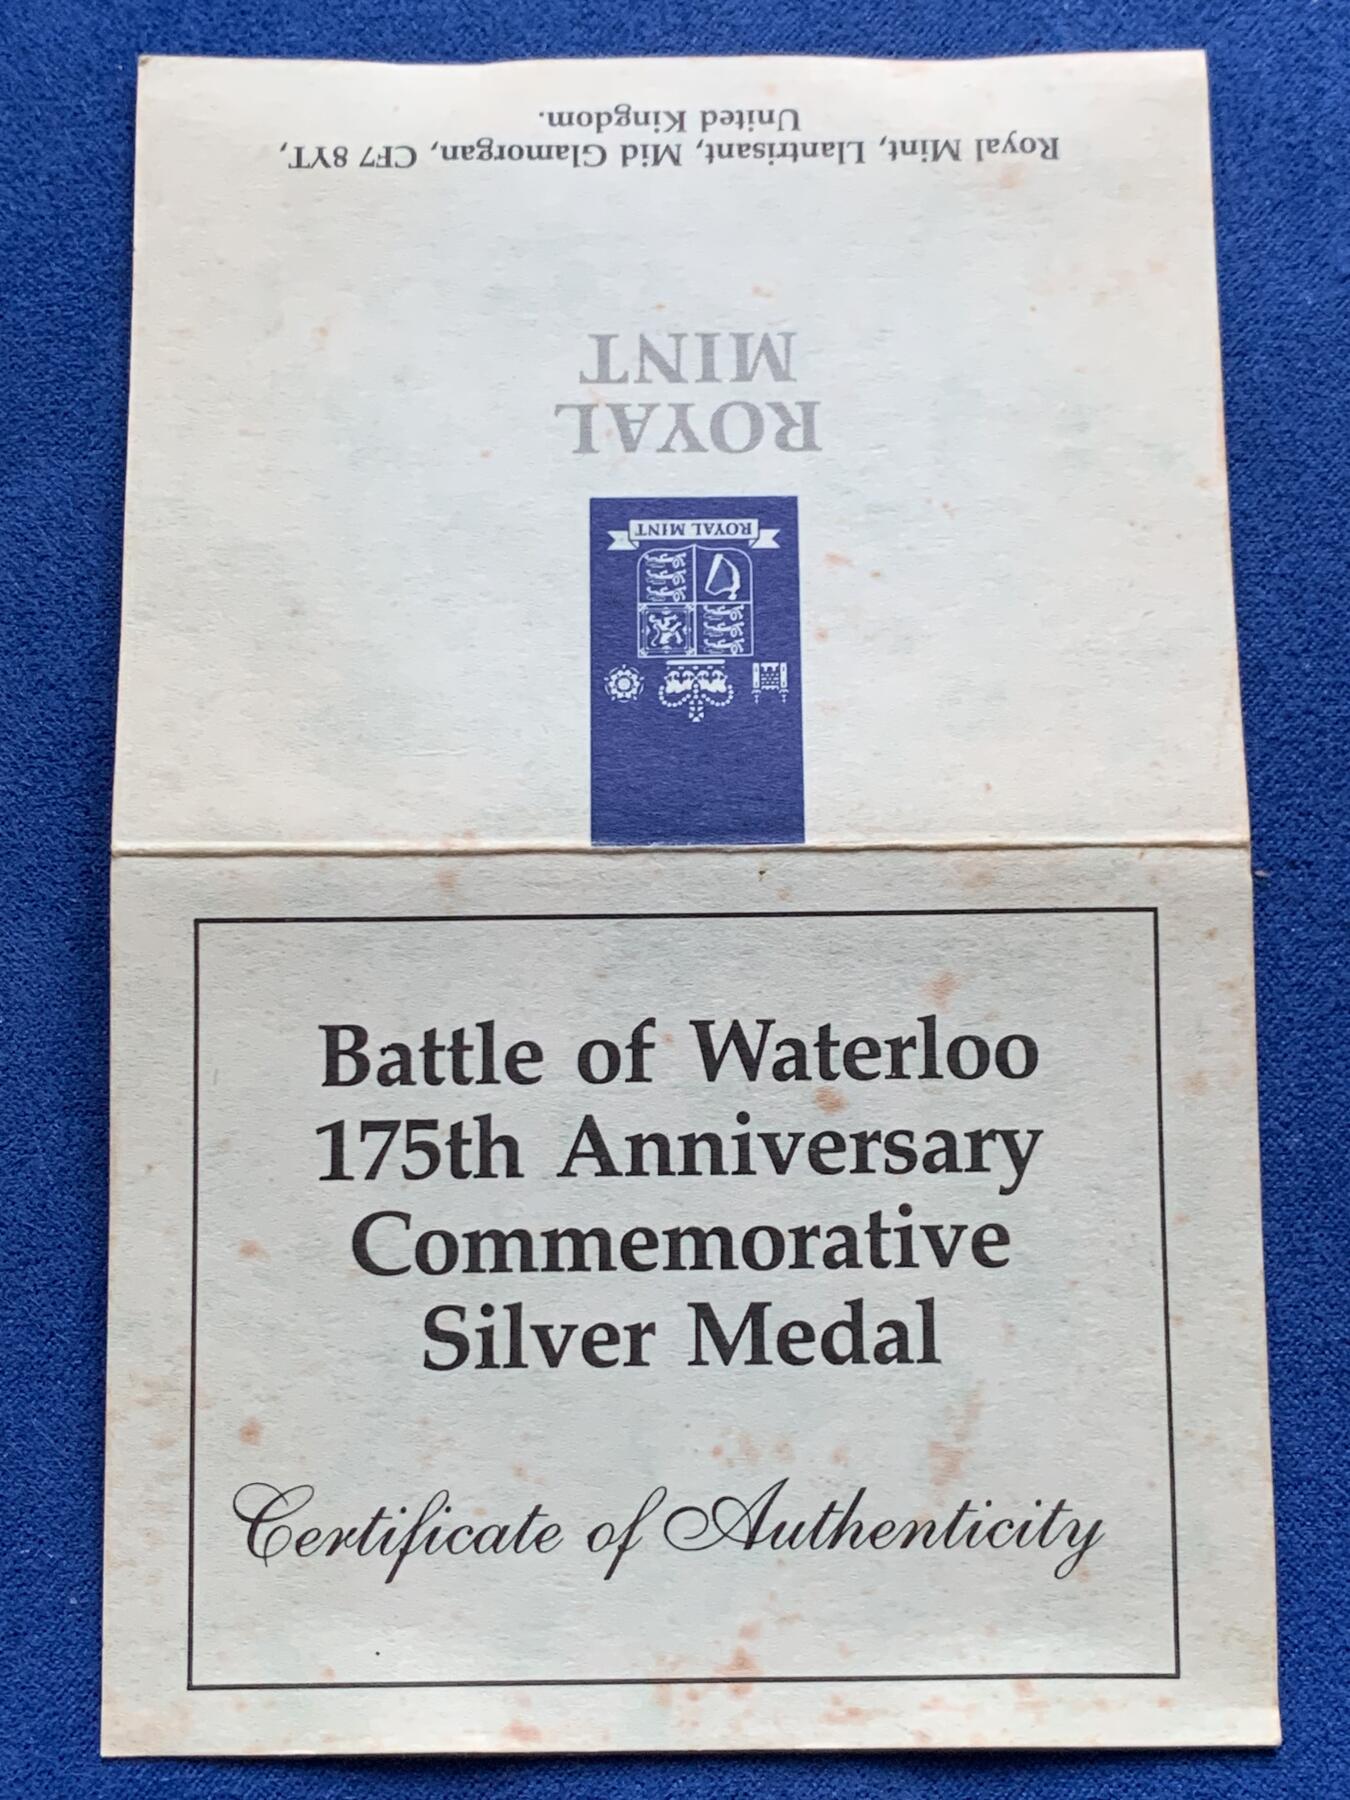 Battle of Waterloo
175th Anniversary
Commemorative
Silver Medal
Certificate of Authenticity
ROYAL MINT
ROYAL
MINT
Royal Mint, Llantrisant, Mid Glamorgan, CF7 8YT,
United Kingdom.